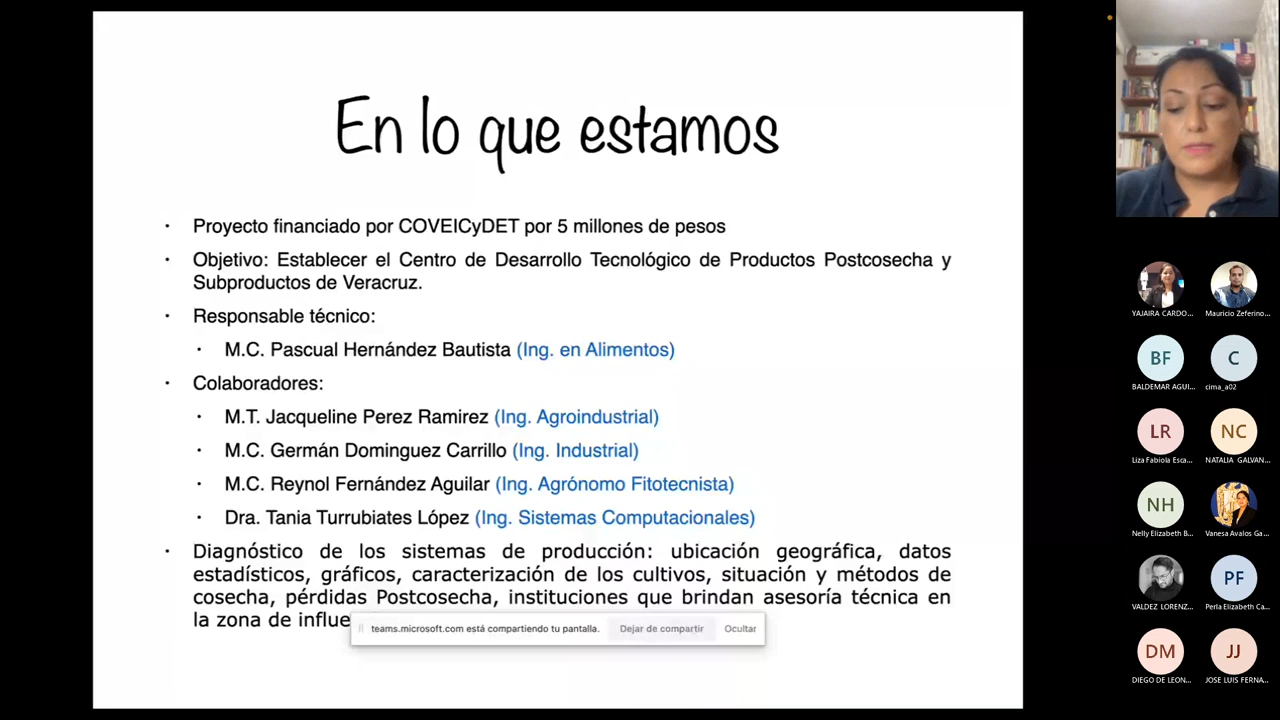 En lo que estamos
• Proyecto financiado por COVEICyDET por 5 millones de pesos
• Objetivo: Establecer el Centro de Desarrollo Tecnológico de Productos Postcosecha y
Subproductos de Veracruz.
• Responsable técnico:
• M.C. Pascual Hernández Bautista (Ing. en Alimentos)
• Colaboradores:
• M.T. Jacqueline Perez Ramirez (Ing. Agroindustrial)
• M.C. Germán Dominguez Carrillo (Ing. Industrial)
• M.C. Reynol Fernández Aguilar (Ing. Agrónomo Fitotecnista)
• Dra. Tania Turrubiates López (Ing. Sistemas Computacionales)
• Diagnóstico de los sistemas de producción: ubicación geográfica, datos
estadísticos, gráficos, caracterización de los cultivos, situación y métodos de
cosecha, pérdidas Postcosecha, instituciones que brindan asesoría técnica en
la zona de influe
teams.microsoft.com está compartiendo tu pantalla. Dejar de compartir Ocultar
YAJAIRA CARDO... Mauricio Zeferino...
BF C
BALDEMAR AGUI... cima_a02
LR NC
Liza Fabiola Esca... NATALIA GALVAN...
NH
Nelly Elizabeth B... Vanesa Avalos Ga...
PF
VALDEZ LORENZ... Perla Elizabeth Ca...
DM JJ
DIEGO DE LEON... JOSE LUIS FERNA...